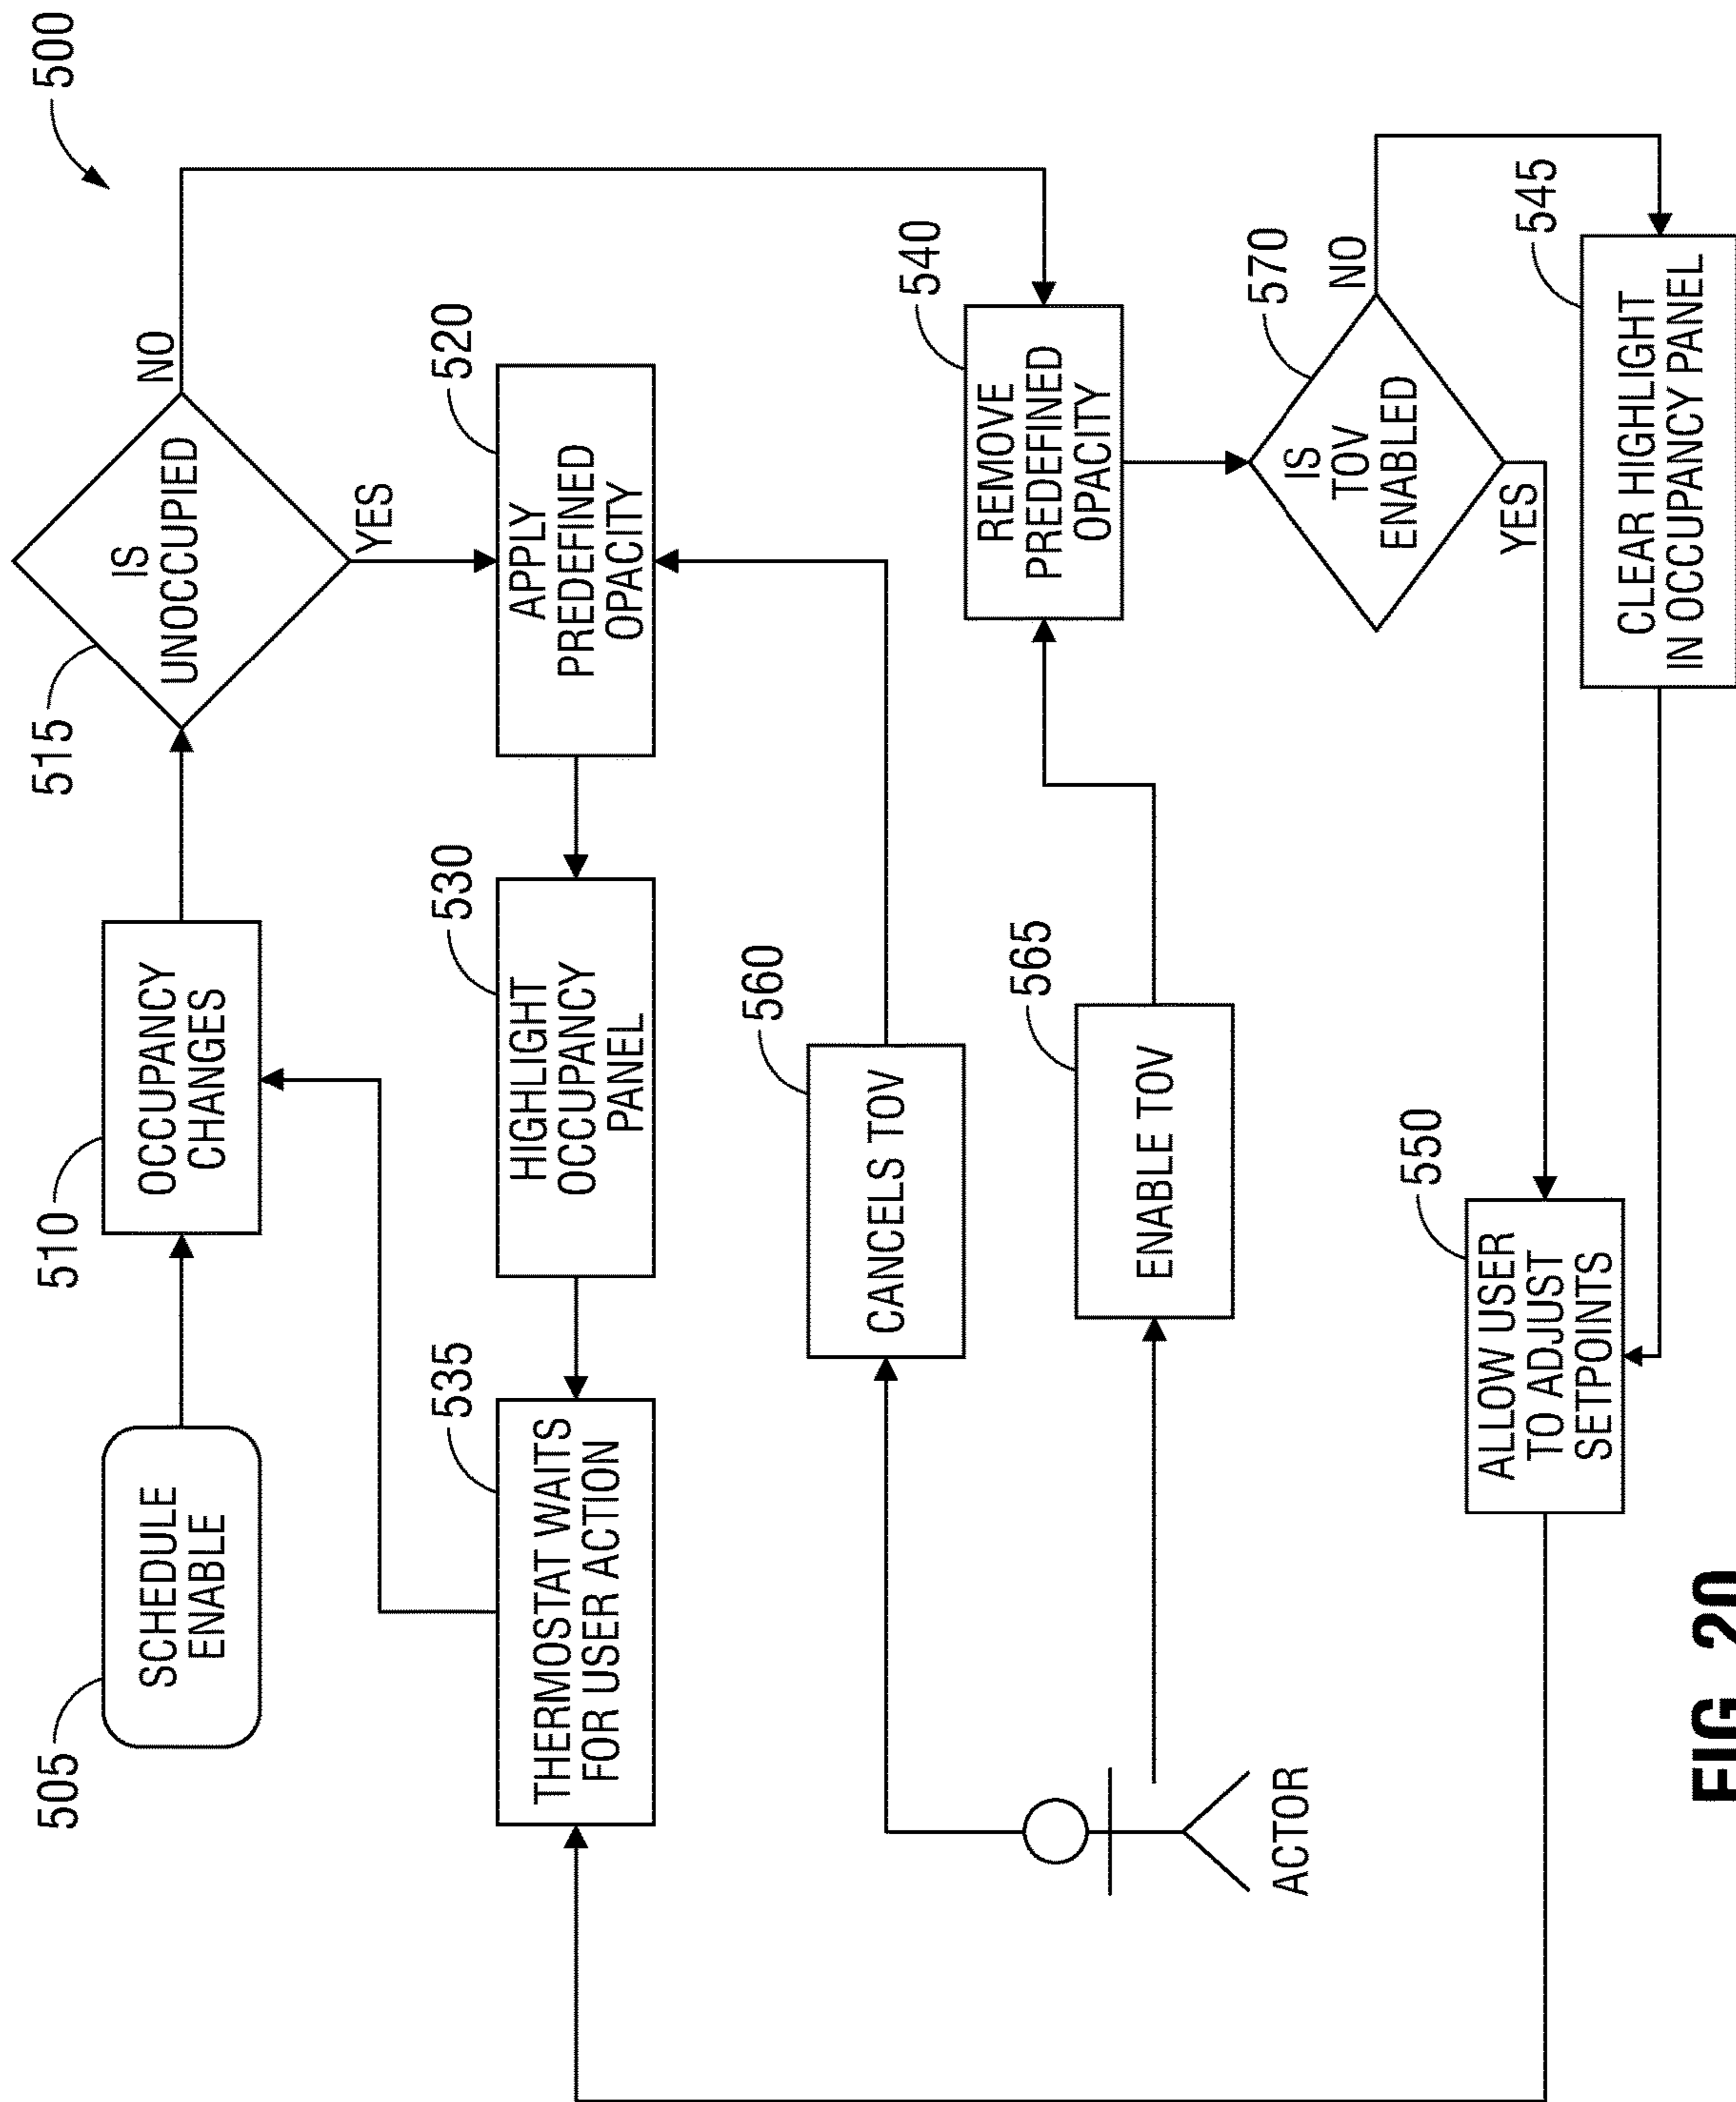 500
505
SCHEDULE
ENABLE
510
OCCUPANCY
CHANGES
515
IS
UNOCCUPIED
NO
YES
535
THERMOSTAT WAITS
FOR USER ACTION
530
HIGHLIGHT
OCCUPANCY
PANEL
520
APPLY
PREDEFINED
OPACITY
560
CANCELS TOV
540
REMOVE
PREDEFINED
OPACITY
565
ENABLE TOV
ACTOR
570
IS
TOV
ENABLED
NO
YES
550
ALLOW USER
TO ADJUST
SETPOINTS
545
CLEAR HIGHLIGHT
IN OCCUPANCY PANEL
FIG. 20